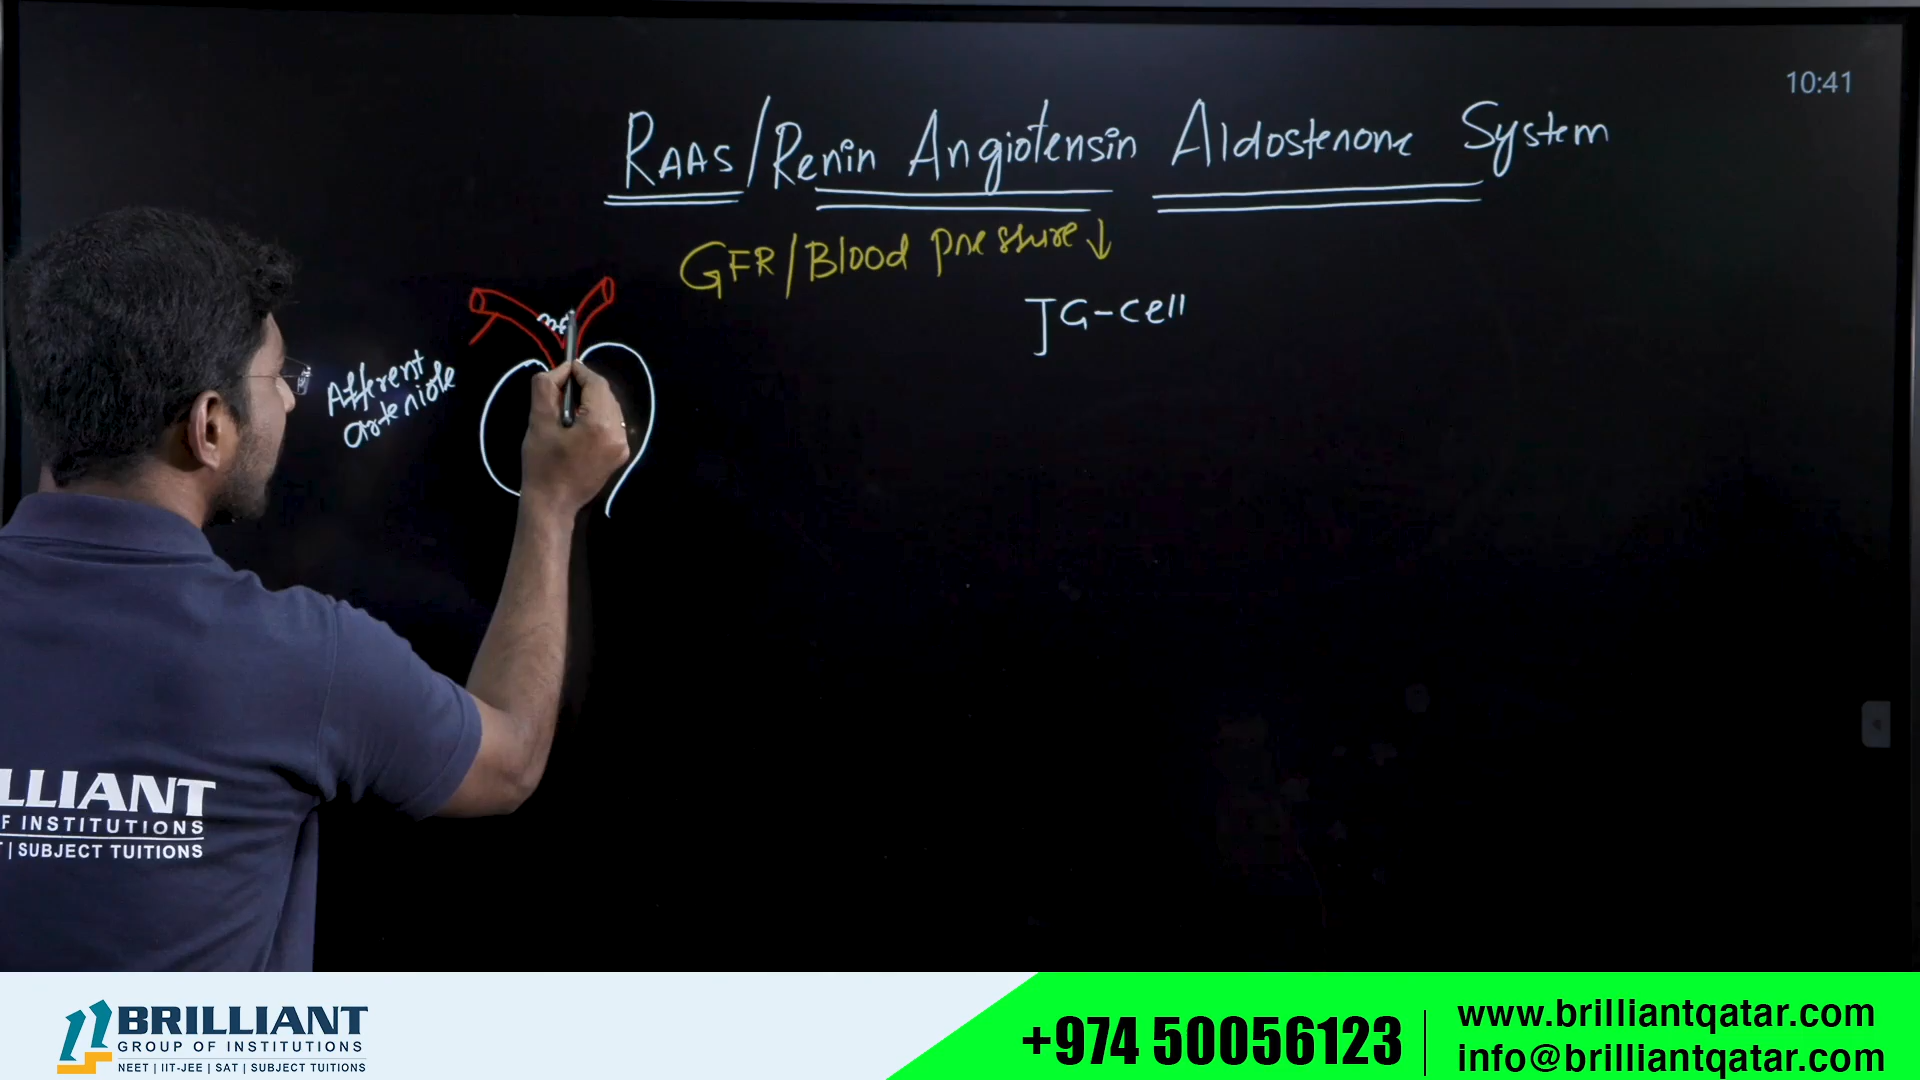 10:41
RAAS/Renin Angiotensin Aldosterone System
GFR/Blood pressure↓
JG-cell
Afferent
arteriole
LLIANT
F INSTITUTIONS
T | SUBJECT TUITIONS
BRILLIANT
GROUP OF INSTITUTIONS
NEET | IIT-JEE | SAT | SUBJECT TUITIONS
+974 50056123
www.brilliantqatar.com
info@brilliantqatar.com